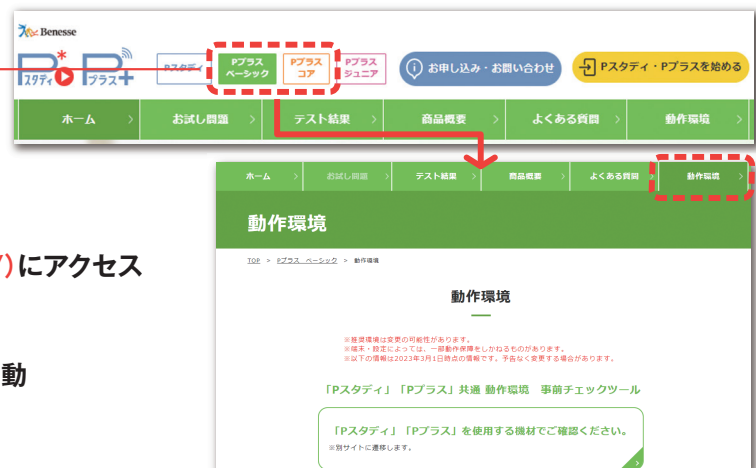 Benesse
Pスタディ
Pプラス
Pスタディ
Pプラス
ベーシック
Pプラス
コア
Pプラス
ジュニア
お申し込み・お問い合わせ
Pスタディ・Pプラスを始める
ホーム
お試し問題
テスト結果
商品概要
よくある質問
動作環境
ホーム
お試し問題
テスト結果
商品概要
よくある質問
動作環境
動作環境
TOP > Pプラス ベーシック > 動作環境
)にアクセス
動
動作環境
※推奨環境は変更の可能性があります。
※端末・設定によっては、一部動作保障をしかねるものがあります。
※以下の情報は2023年3月1日時点の情報です。予告なく変更する場合があります。
「Pスタディ」「Pプラス」共通 動作環境 事前チェックツール
「Pスタディ」「Pプラス」を使用する機材でご確認ください。
※別サイトに遷移します。